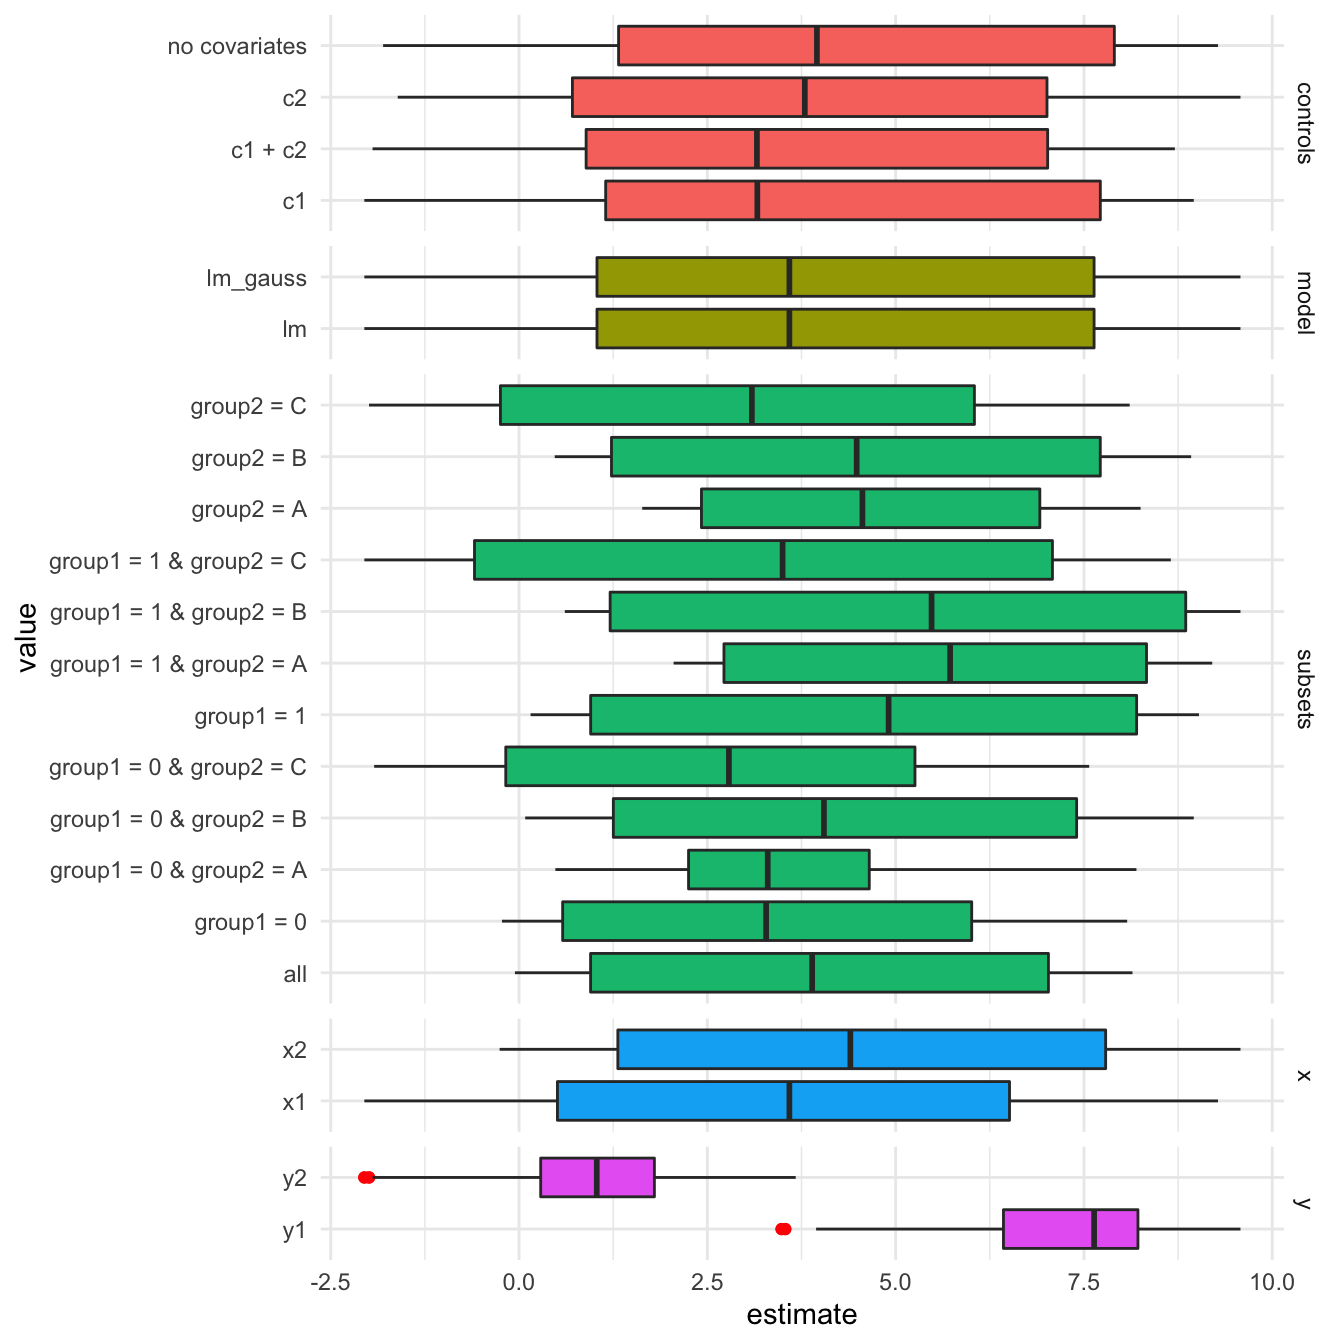 no covariates
c2
c1 + c2
c1
controls
lm_gauss
lm
model
group2 = C
group2 = B
group2 = A
group1 = 1 & group2 = C
group1 = 1 & group2 = B
group1 = 1 & group2 = A
group1 = 1
group1 = 0 & group2 = C
group1 = 0 & group2 = B
group1 = 0 & group2 = A
group1 = 0
all
subsets
value
x2
x1
x
y2
y1
y
-2.5 0.0 2.5 5.0 7.5 10.0
estimate